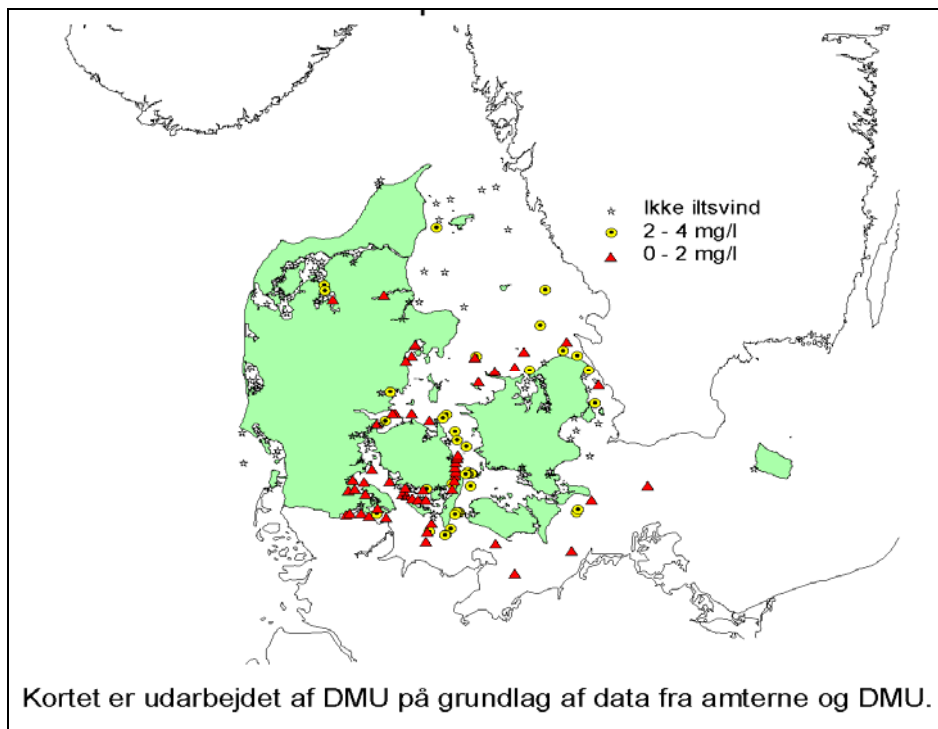 Ikke iltsvind
2 - 4 mg/l
0 - 2 mg/l
Kortet er udarbejdet af DMU på grundlag af data fra amterne og DMU.